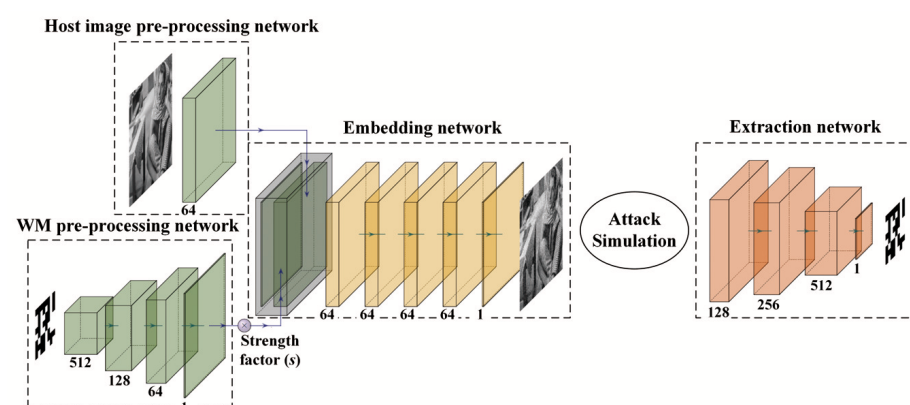 Host image pre-processing network
64
Embedding network
64
64
64
64
1
Attack
Simulation
Extraction network
128
256
512
1
WM pre-processing network
512
128
64
1
Strength
factor (s)